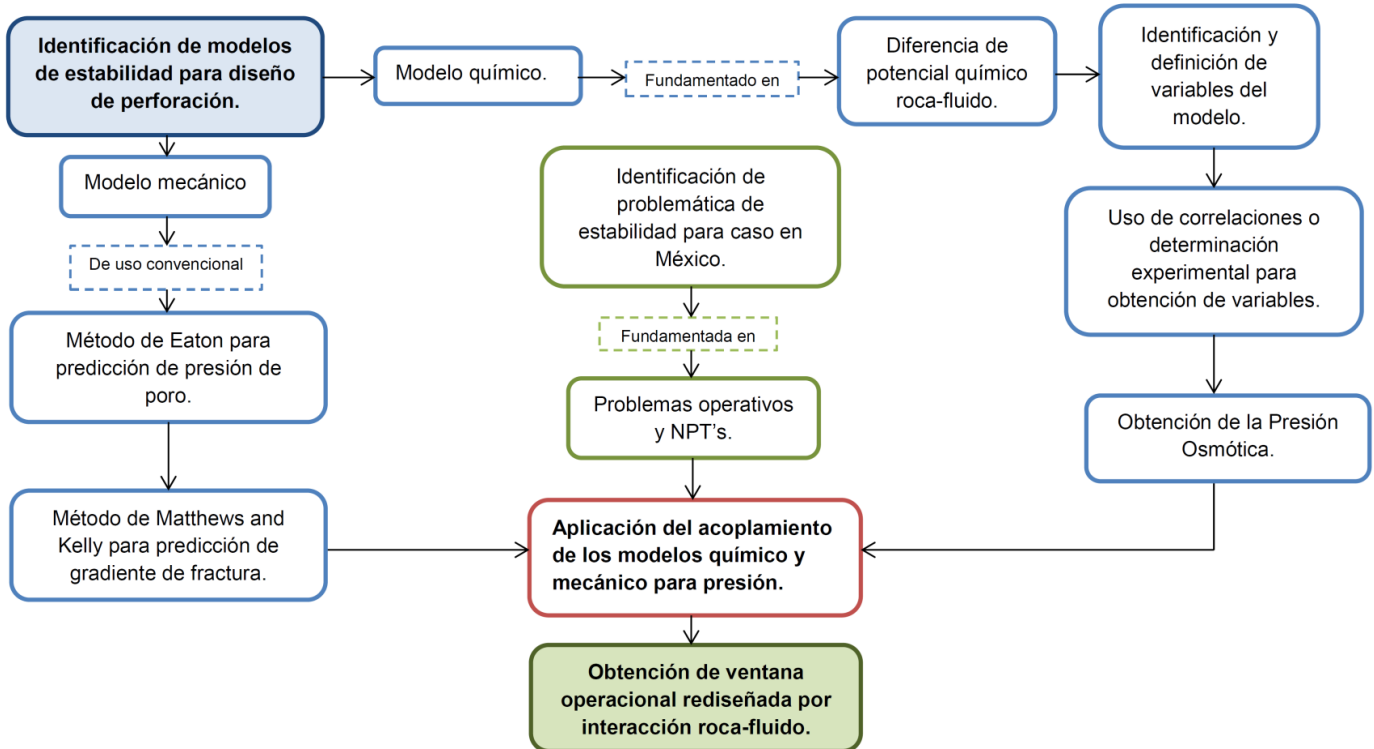 Identificación de modelos
de estabilidad para diseño
de perforación.
Modelo químico.
Fundamentado en
Diferencia de
potencial químico
roca-fluido.
Identificación y
definición de
variables del
modelo.
Modelo mecánico
De uso convencional
Método de Eaton para
predicción de presión de
poro.
Método de Matthews and
Kelly para predicción de
gradiente de fractura.
Identificación de
problemática de
estabilidad para caso en
México.
Fundamentada en
Problemas operativos
y NPT's.
Uso de correlaciones o
determinación
experimental para
obtención de variables.
Obtención de la Presión
Osmótica.
Aplicación del acoplamiento
de los modelos químico y
mecánico para presión.
Obtención de ventana
operacional rediseñada por
interacción roca-fluido.